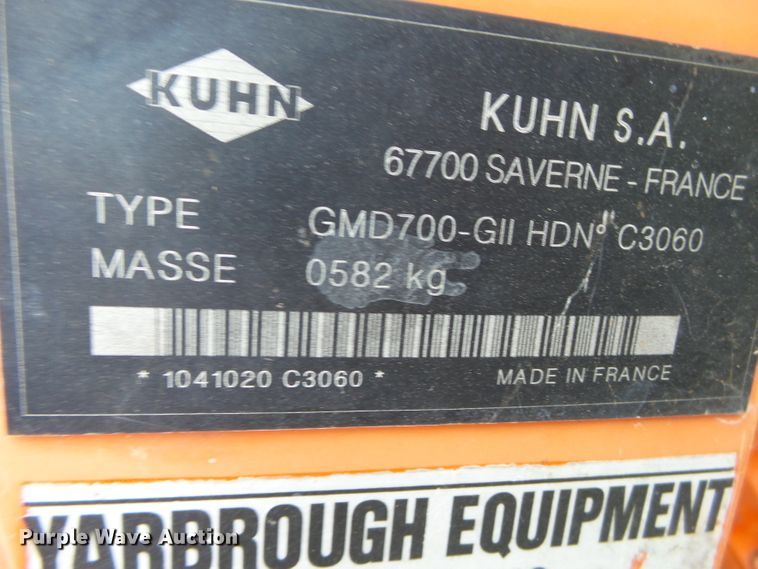 KUHN
KUHN S.A.
67700 SAVERNE - FRANCE
TYPE GMD700-GII HD N° C3060
MASSE 0582 kg
* 1041020 C3060 * MADE IN FRANCE
YARBROUGH EQUIPMENT
Purple Wave Auction